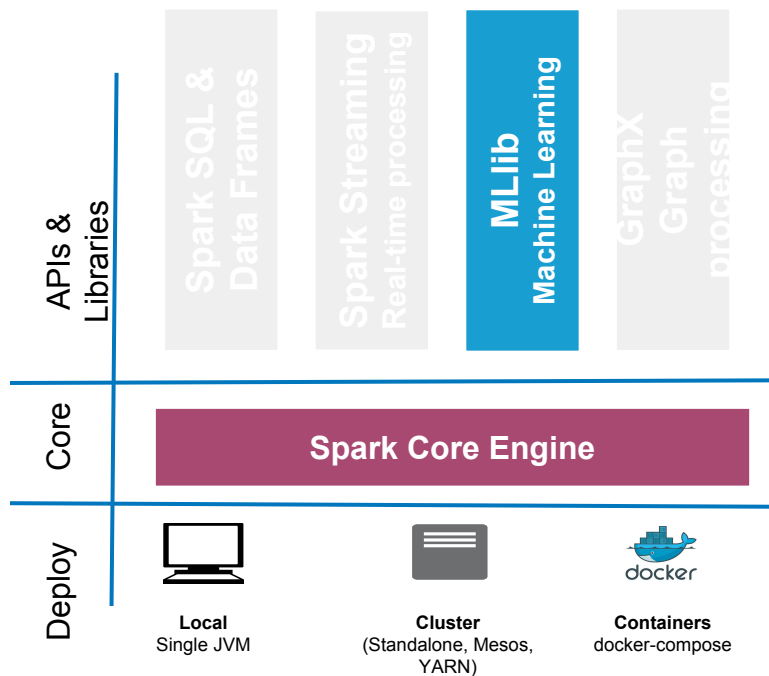 APIs &
Libraries
Spark SQL &
Data Frames
Spark Streaming
Real-time processing
MLlib
Machine Learning
GraphX
Graph
processing
Core
Spark Core Engine
Deploy
docker
Local
Single JVM
Cluster
(Standalone, Mesos,
YARN)
Containers
docker-compose